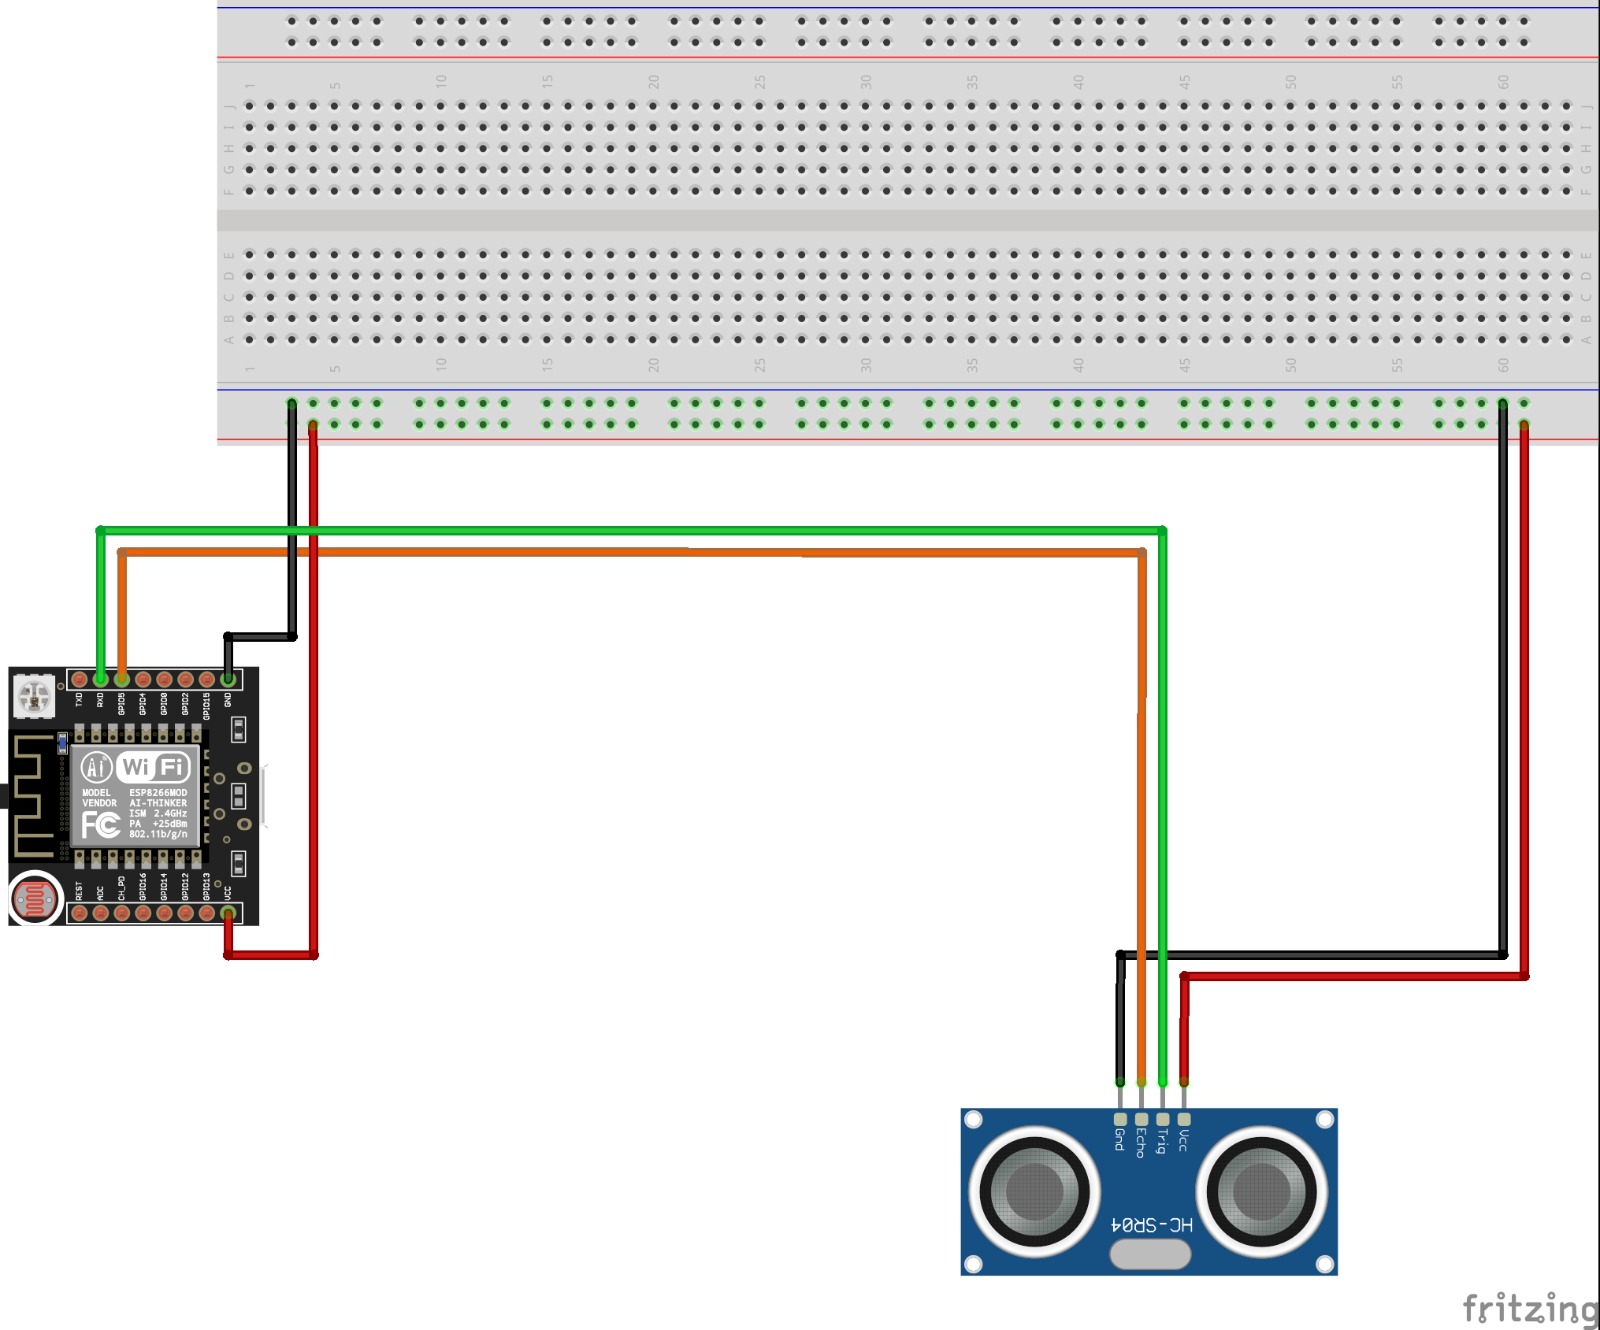 1 5 10 15 20 25 30 35 40 45 50 55 60
J J
I I
H H
G G
F F
E E
D D
C C
B B
A A
1 5 10 15 20 25 30 35 40 45 50 55 60
TXD RXD GPIO5 GPIO4 GPIO0 GPIO2 GPIO15 GND
Ai WiFi
MODEL ESP8266MOD
VENDOR AI-THINKER
ISM 2.4GHz
FC PA +25dBm
802.11b/g/n
REST ADC CH_PD GPIO16 GPIO14 GPIO12 GPIO13 VCC
Gnd Echo Trig Vcc
HC-SR04
fritzing